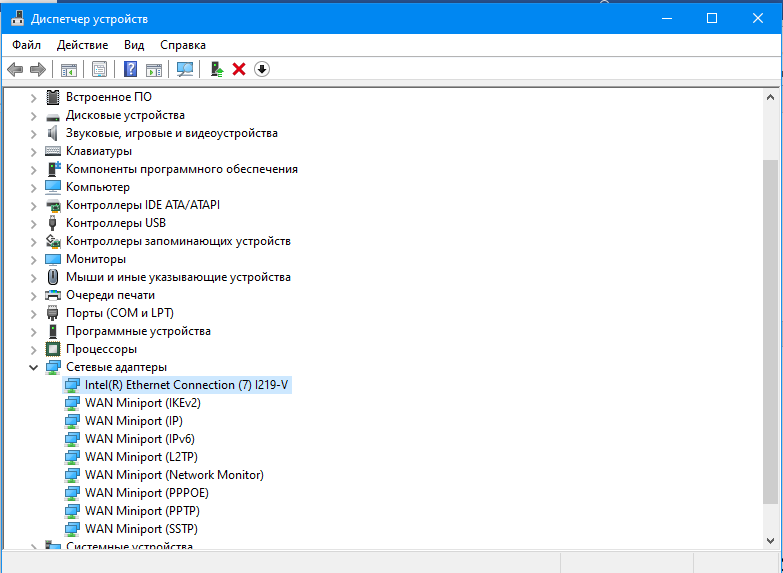 Диспетчер устройств
Файл Действие Вид Справка
Встроенное ПО
Дисковые устройства
Звуковые, игровые и видеоустройства
Клавиатуры
Компоненты программного обеспечения
Компьютер
Контроллеры IDE ATA/ATAPI
Контроллеры USB
Контроллеры запоминающих устройств
Мониторы
Мыши и иные указывающие устройства
Очереди печати
Порты (COM и LPT)
Программные устройства
Процессоры
Сетевые адаптеры
Intel(R) Ethernet Connection (7) I219-V
WAN Miniport (IKEv2)
WAN Miniport (IP)
WAN Miniport (IPv6)
WAN Miniport (L2TP)
WAN Miniport (Network Monitor)
WAN Miniport (PPPOE)
WAN Miniport (PPTP)
WAN Miniport (SSTP)
Системные устройства